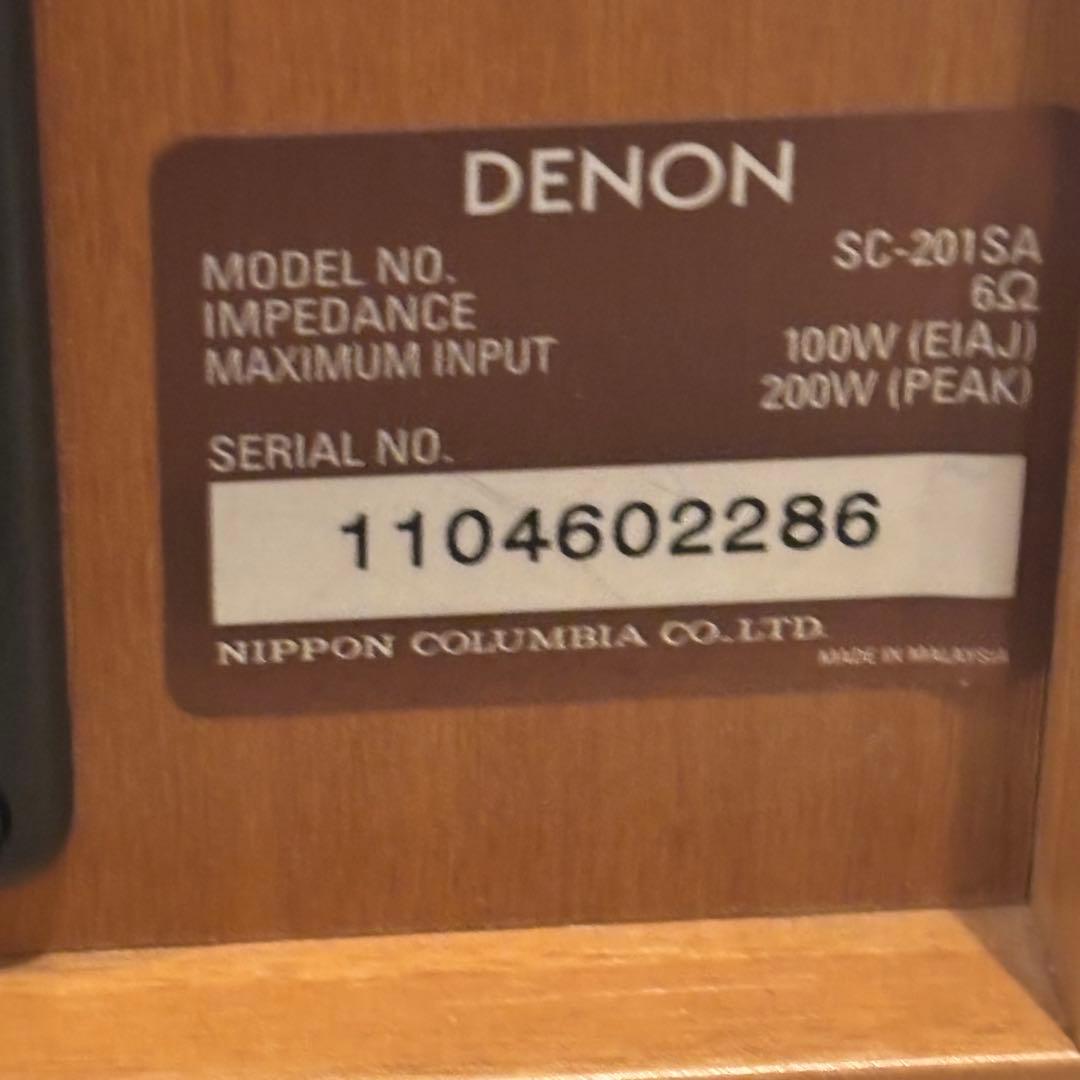 DENON
MODEL NO. SC-201SA
IMPEDANCE 6Ω
MAXIMUM INPUT 100W (EIAJ)
200W (PEAK)
SERIAL NO.
1104602286
NIPPON COLUMBIA CO.,LTD.
MADE IN MALAYSIA